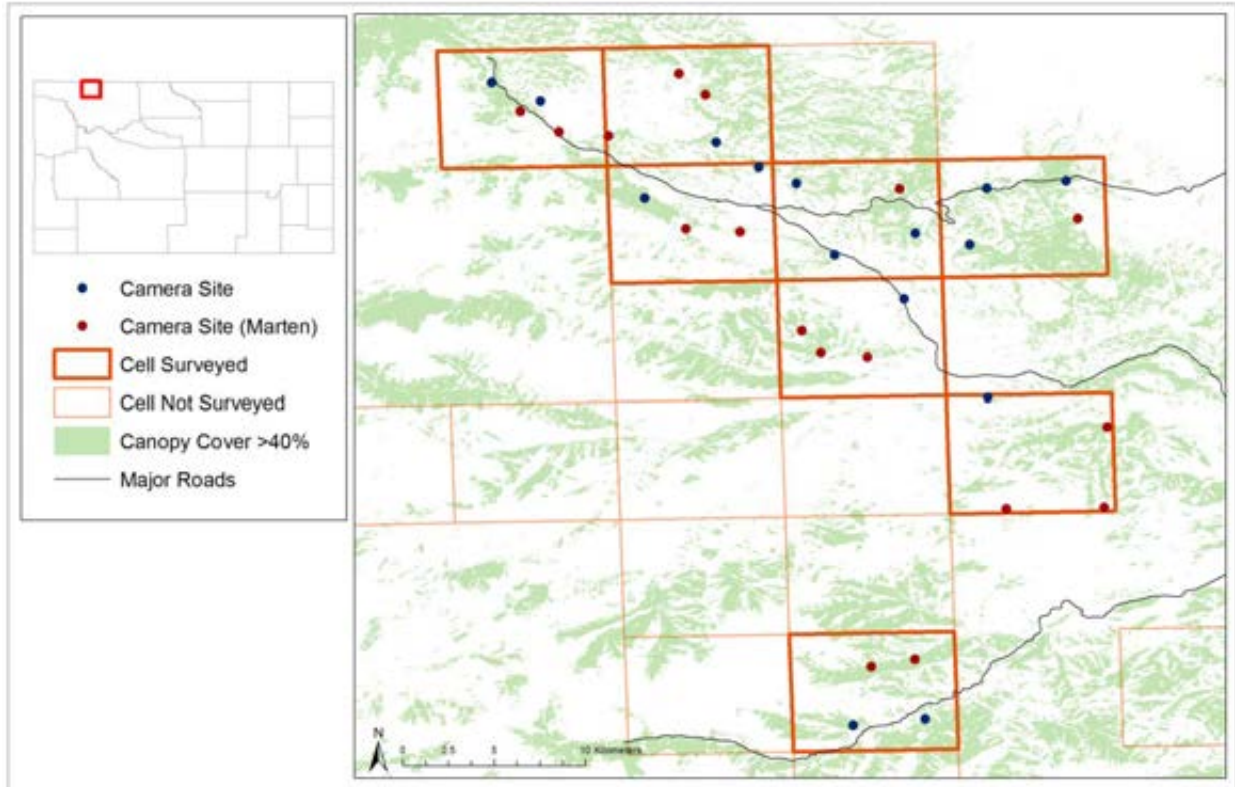 Camera Site
Camera Site (Marten)
Cell Surveyed
Cell Not Surveyed
Canopy Cover >40%
Major Roads
N
0 2.5 5 10 Kilometers